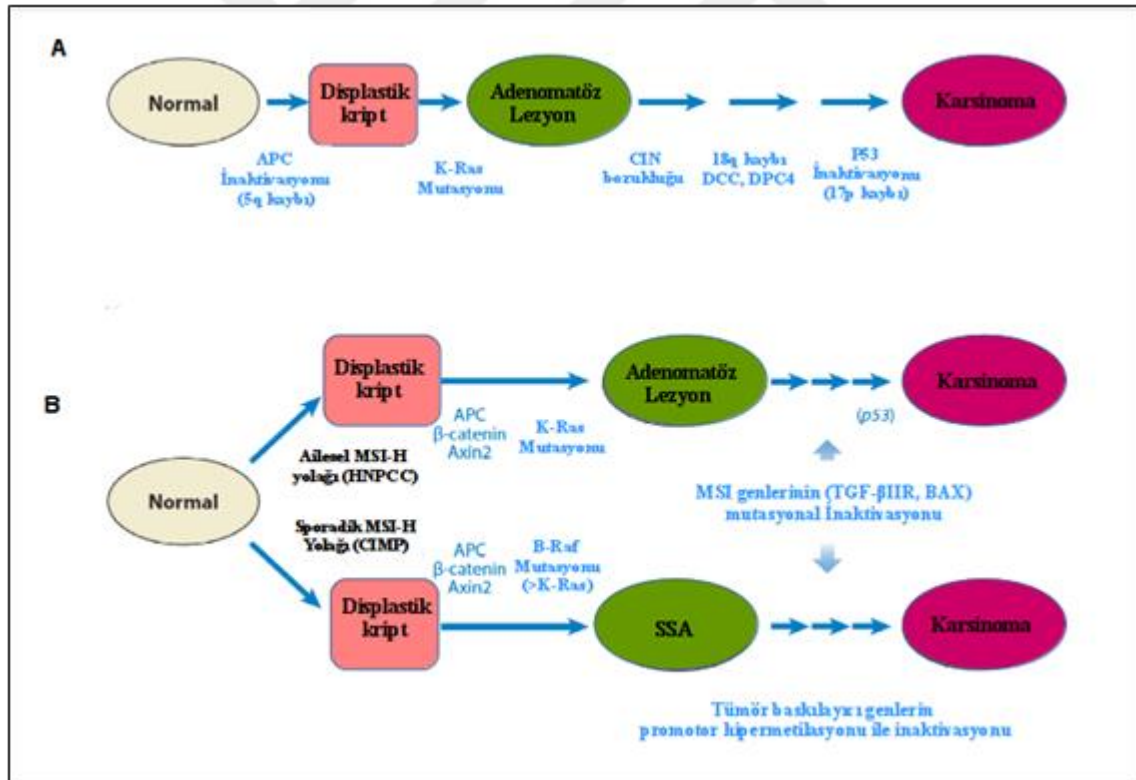 A
Normal
Displastik
kript
Adenomatöz
Lezyon
Karsinoma
APC
İnaktivasyonu
(5q kaybı)
K-Ras
Mutasyonu
CIN
bozukluğu
18q kaybı
DCC, DPC4
P53
İnaktivasyonu
(17p kaybı)
B
Normal
Displastik
kript
Adenomatöz
Lezyon
Karsinoma
APC
β-catenin
Axin2
K-Ras
Mutasyonu
(p53)
Ailesel MSI-H
yolağı (HNPCC)
MSI genlerinin (TGF-βIIR, BAX)
mutasyonal İnaktivasyonu
Sporadik MSI-H
Yolağı (CIMP)
APC
β-catenin
Axin2
B-Raf
Mutasyonu
(>K-Ras)
Displastik
kript
SSA
Karsinoma
Tümör baskılayıcı genlerin
promotor hipermetilasyonu ile inaktivasyonu